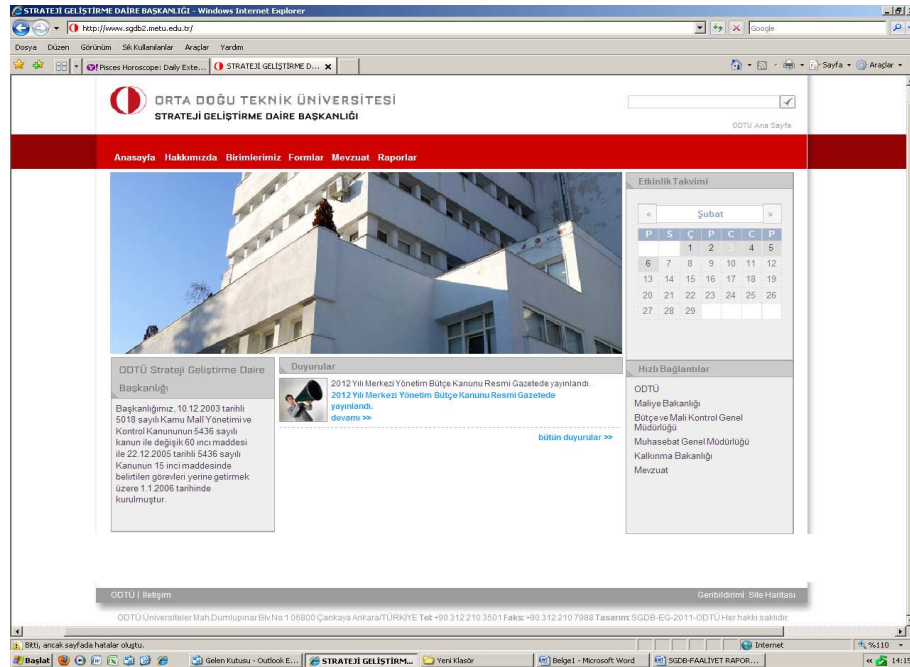 STRATEJİ GELİŞTİRME DAİRE BAŞKANLIĞI - Windows Internet Explorer
http://www.sgdb2.metu.edu.tr/
Google
Dosya Düzen Görünüm Sık Kullanılanlar Araçlar Yardım
Pisces Horoscope: Daily Exte... STRATEJİ GELİŞTİRME D... Sayfa Araçlar
ORTA DOĞU TEKNİK ÜNİVERSİTESİ
STRATEJİ GELİŞTİRME DAİRE BAŞKANLIĞI
ODTÜ Ana Sayfa
Anasayfa Hakkımızda Birimlerimiz Formlar Mevzuat Raporlar
Etkinlik Takvimi
« Şubat »
P S Ç P C C P
1 2 3 4 5
6 7 8 9 10 11 12
13 14 15 16 17 18 19
20 21 22 23 24 25 26
27 28 29
ODTÜ Strateji Geliştirme Daire
Başkanlığı
Başkanlığımız, 10.12.2003 tarihli
5018 sayılı Kamu Malî Yönetimi ve
Kontrol Kanununun 5436 sayılı
kanun ile değişik 60 ıncı maddesi
ile 22.12.2005 tarihli 5436 sayılı
Kanunun 15 inci maddesinde
belirtilen görevleri yerine getirmek
üzere 1.1.2006 tarihinde
kurulmuştur.
Duyurular
2012 Yılı Merkezi Yönetim Bütçe Kanunu Resmi Gazetede yayınlandı.
2012 Yılı Merkezi Yönetim Bütçe Kanunu Resmi Gazetede
yayınlandı.
devamı >>
bütün duyurular >>
Hızlı Bağlantılar
ODTÜ
Maliye Bakanlığı
Bütçe ve Mali Kontrol Genel
Müdürlüğü
Muhasebat Genel Müdürlüğü
Kalkınma Bakanlığı
Mevzuat
ODTÜ | İletişim
Geribildirim| Site Haritası
ODTÜ Üniversiteler Mah.Dumlupınar Blv.No:1 06800 Çankaya Ankara/TÜRKİYE Tel: +90 312 210 3501 Faks: +90 312 210 7988 Tasarım: SGDB-EG-2011-ODTÜ Her hakkı saklıdır.
Bitti, ancak sayfada hatalar oluştu. Internet %110
Başlat Gelen Kutusu - Outlook E... STRATEJİ GELİŞTİRM... Yeni Klasör Belge1 - Microsoft Word SGDB-FAALİYET RAPOR...